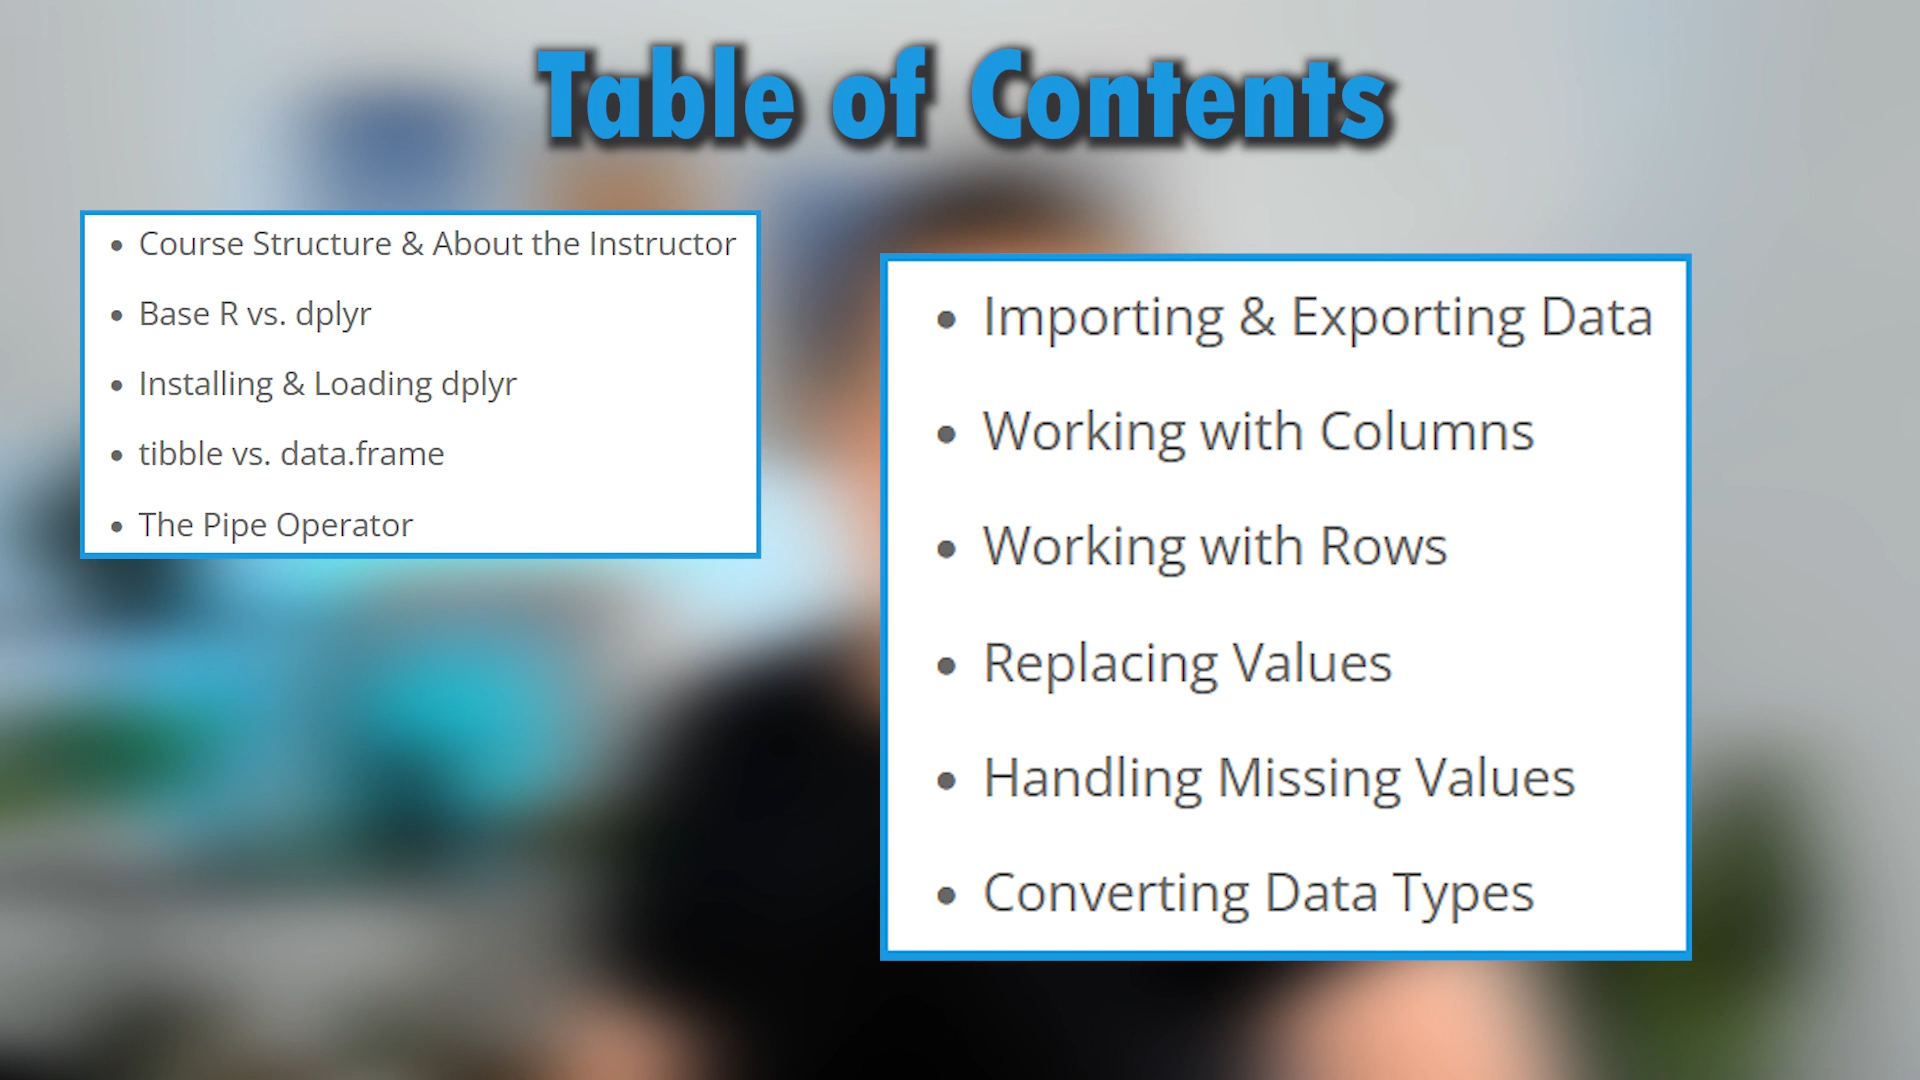 Table of Contents
• Course Structure & About the Instructor
• Base R vs. dplyr
• Installing & Loading dplyr
• tibble vs. data.frame
• The Pipe Operator
• Importing & Exporting Data
• Working with Columns
• Working with Rows
• Replacing Values
• Handling Missing Values
• Converting Data Types